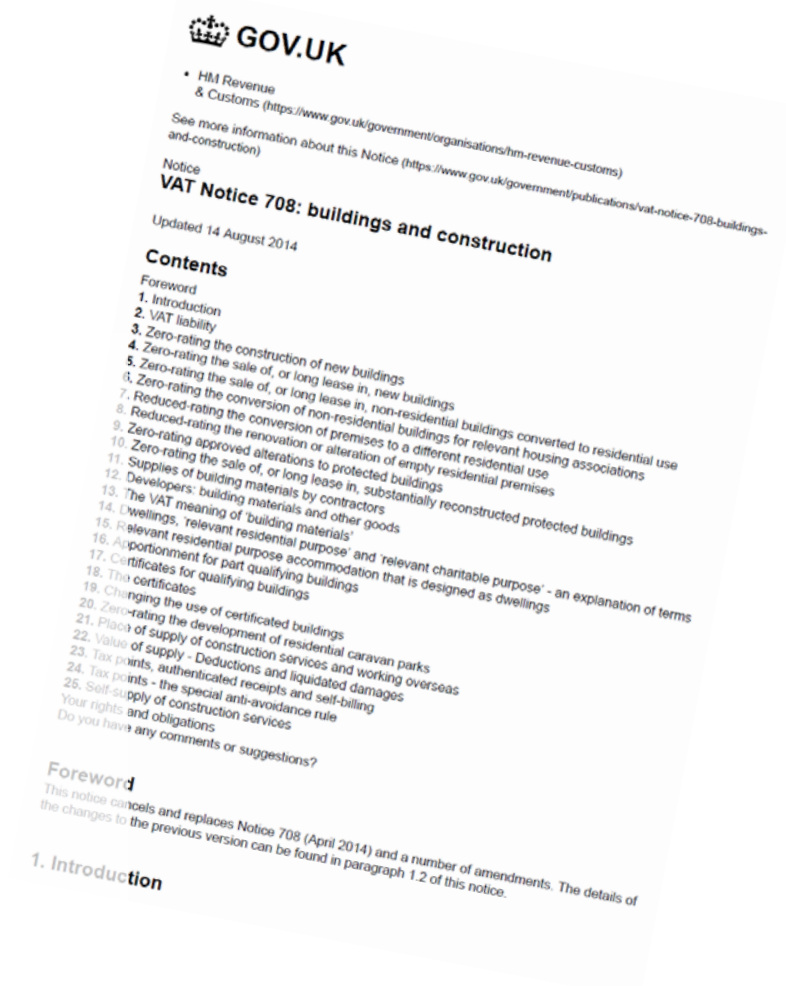 GOV.UK
• HM Revenue
& Customs (https://www.gov.uk/government/organisations/hm-revenue-customs)
See more information about this Notice (https://www.gov.uk/government/publications/vat-notice-708-buildings-
and-construction)
Notice
VAT Notice 708: buildings and construction
Updated 14 August 2014
Contents
Foreword
1. Introduction
2. VAT liability
3. Zero-rating the construction of new buildings
4. Zero-rating the sale of, or long lease in, new buildings
5. Zero-rating the sale of, or long lease in, non-residential buildings converted to residential use
6. Zero-rating the conversion of non-residential buildings for relevant housing associations
7. Reduced-rating the conversion of premises to a different residential use
8. Reduced-rating the renovation or alteration of empty residential premises
9. Zero-rating approved alterations to protected buildings
10. Zero-rating the sale of, or long lease in, substantially reconstructed protected buildings
11. Supplies of building materials by contractors
12. Developers: building materials and other goods
13. The VAT meaning of 'building materials'
14. Dwellings, 'relevant residential purpose' and 'relevant charitable purpose' - an explanation of terms
15. Relevant residential purpose accommodation that is designed as dwellings
16. Apportionment for part qualifying buildings
17. Certificates for qualifying buildings
18. The certificates
19. Changing the use of certificated buildings
20. Zero-rating the development of residential caravan parks
21. Place of supply of construction services and working overseas
22. Value of supply - Deductions and liquidated damages
23. Tax points, authenticated receipts and self-billing
24. Tax points - the special anti-avoidance rule
25. Self-supply of construction services
Your rights and obligations
Do you have any comments or suggestions?
Foreword
This notice cancels and replaces Notice 708 (April 2014) and a number of amendments. The details of
the changes to the previous version can be found in paragraph 1.2 of this notice.
1. Introduction